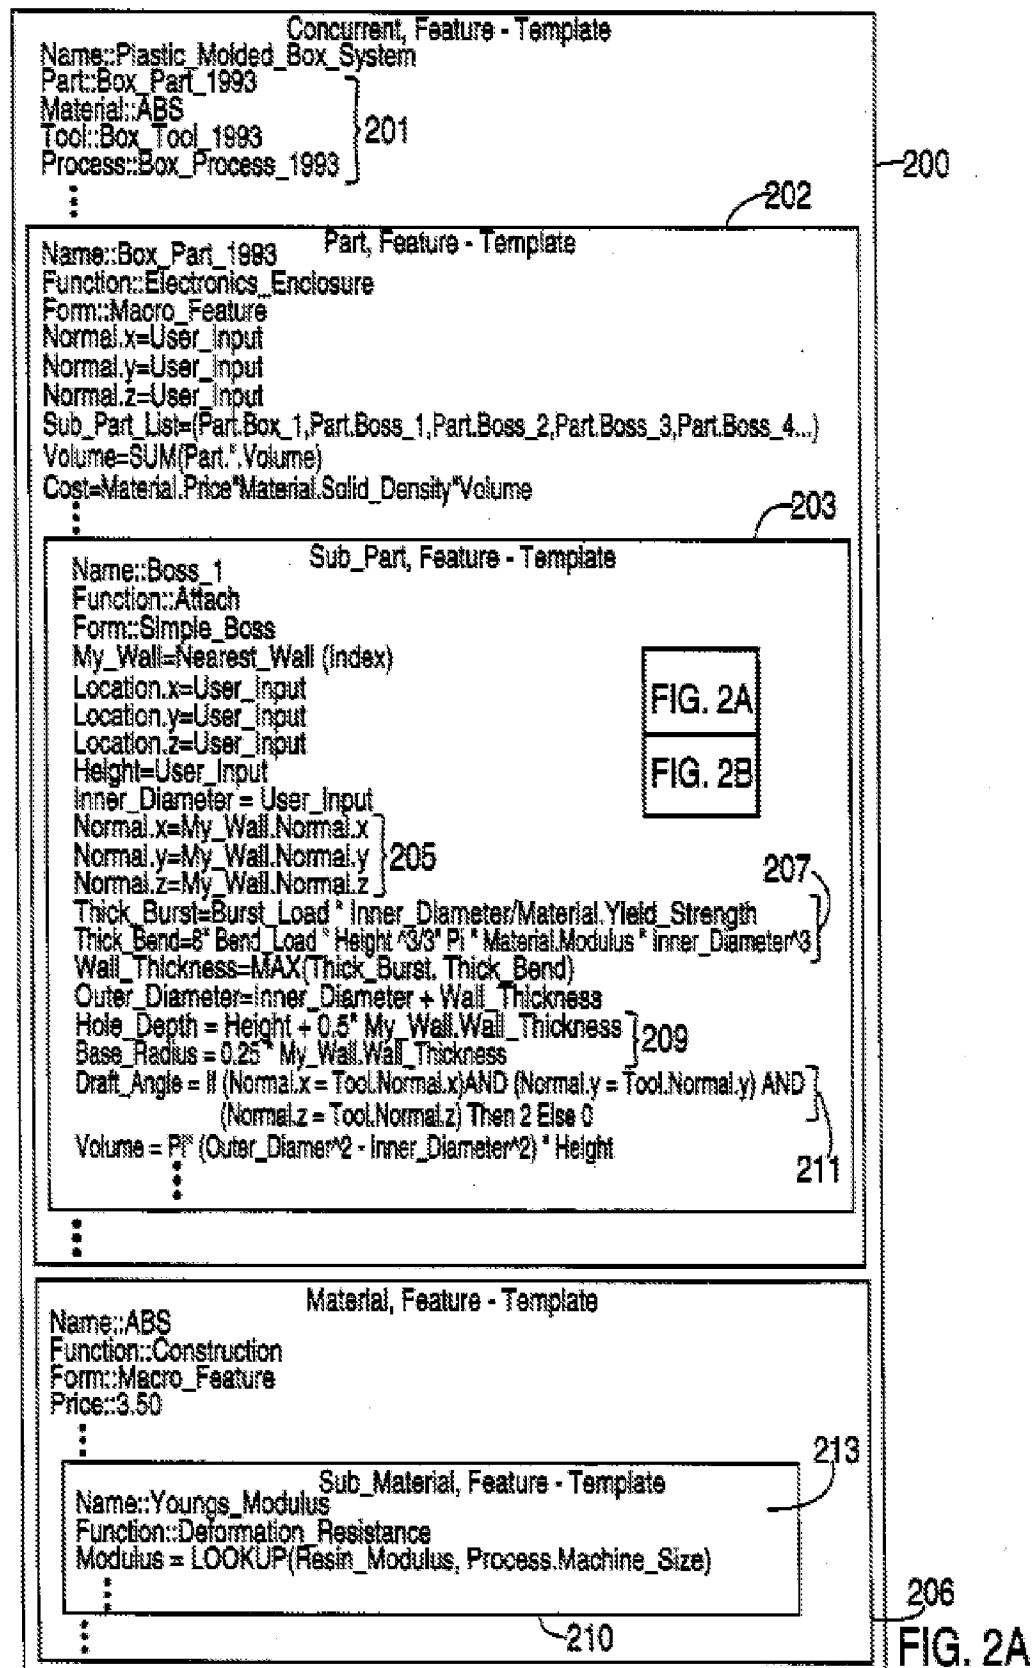 Concurrent, Feature - Template
Name::Plastic_Molded_Box_System
Part::Box_Part_1993
Material::ABS
Tool::Box_Tool_1993
Process::Box_Process_1993
201
200
202
Part, Feature - Template
Name::Box_Part_1993
Function::Electronics_Enclosure
Form::Macro_Feature
Normal.x=User_Input
Normal.y=User_Input
Normal.z=User_Input
Sub_Part_List=(Part.Box_1,Part.Boss_1,Part.Boss_2,Part.Boss_3,Part.Boss_4...)
Volume=SUM(Part.*.Volume)
Cost=Material.Price*Material.Solid_Density*Volume
203
Sub_Part, Feature - Template
Name::Boss_1
Function::Attach
Form::Simple_Boss
My_Wall=Nearest_Wall (Index)
Location.x=User_Input
Location.y=User_Input
Location.z=User_Input
Height=User_Input
Inner_Diameter = User_Input
FIG. 2A
FIG. 2B
Normal.x=My_Wall.Normal.x
Normal.y=My_Wall.Normal.y
Normal.z=My_Wall.Normal.z
205
207
Thick_Burst=Burst_Load * Inner_Diameter/Material.Yield_Strength
Thick_Bend=6* Bend_Load * Height ^3/3* Pi * Material.Modulus * Inner_Diameter^3
Wall_Thickness=MAX(Thick_Burst. Thick_Bend)
Outer_Diameter=Inner_Diameter + Wall_Thickness
Hole_Depth = Height + 0.5* My_Wall.Wall_Thickness
Base_Radius = 0.25 * My_Wall.Wall_Thickness
209
Draft_Angle = If (Normal.x = Tool.Normal.x)AND (Normal.y = Tool.Normal.y) AND
(Normal.z = Tool.Normal.z) Then 2 Else 0
Volume = Pi* (Outer_Diamer^2 - Inner_Diameter^2) * Height
211
Material, Feature - Template
Name::ABS
Function::Construction
Form::Macro_Feature
Price::3.50
213
Sub_Material, Feature - Template
Name::Youngs_Modulus
Function::Deformation_Resistance
Modulus = LOOKUP(Resin_Modulus, Process.Machine_Size)
210
206
FIG. 2A